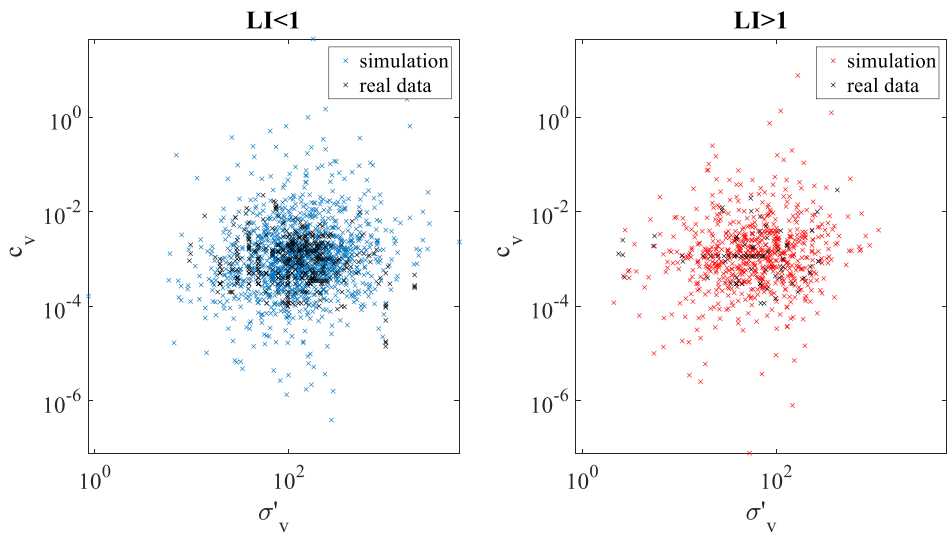 LI<1
simulation
real data
10^0
10^-2
10^-4
10^-6
c_v
10^0
10^2
σ'_v
LI>1
simulation
real data
10^0
10^-2
10^-4
10^-6
c_v
10^0
10^2
σ'_v